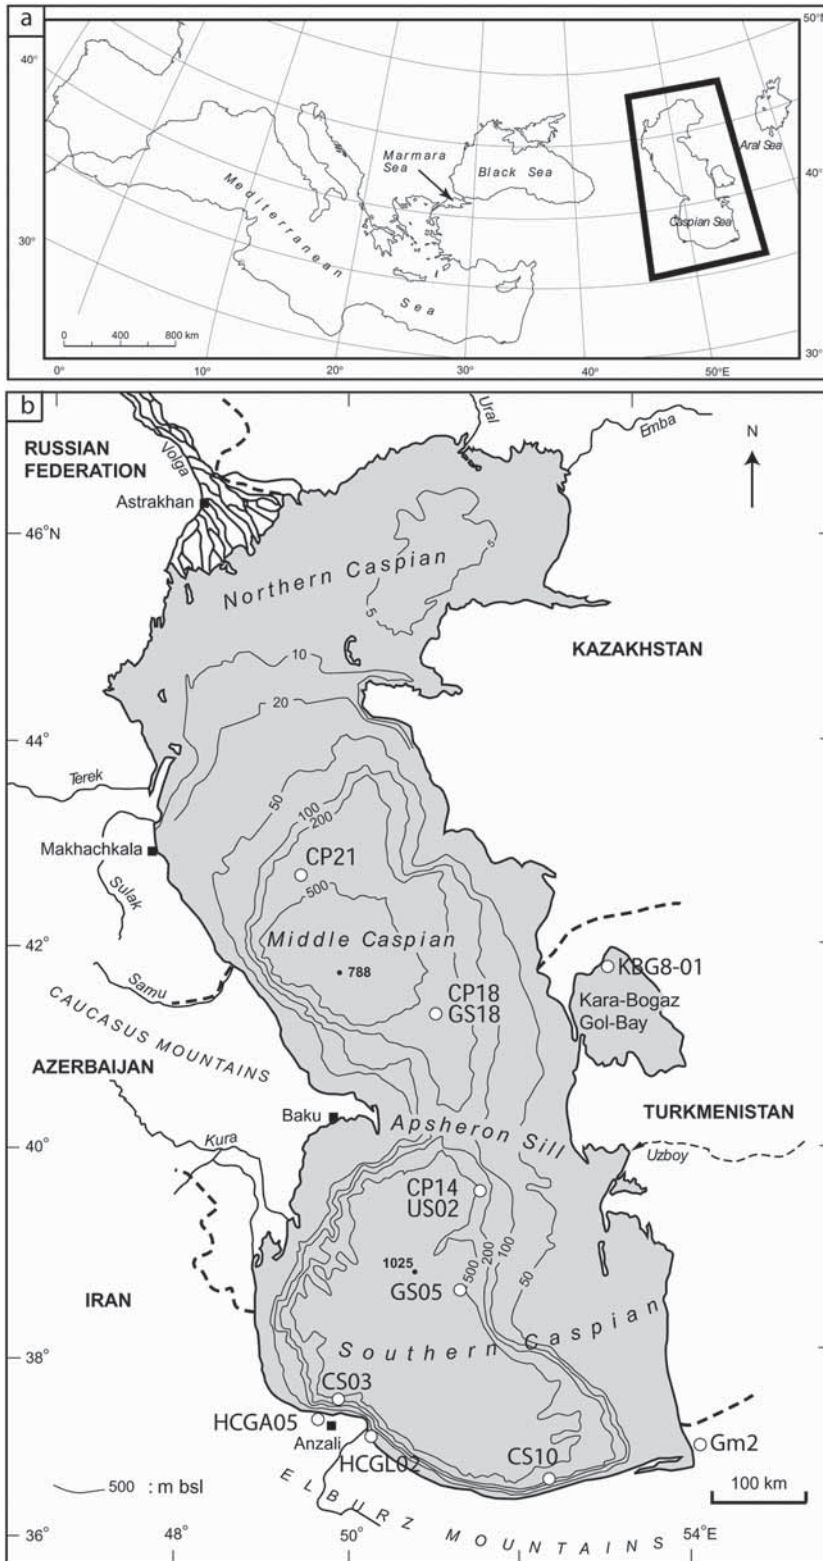 a
50°N
40°
30°
Marmara
Sea
Black Sea
Aral Sea
40°
Caspian Sea
Mediterranean
Sea
0 400 800 km
30°
0° 10° 20° 30° 40° 50°E
b
RUSSIAN
FEDERATION
Volga
Ural
Emba
N
Astrakhan
46°N
Northern Caspian
5
5
KAZAKHSTAN
10
20
44°
Terek
50
100
200
Makhachkala
CP21
Sulak
500
42°
Middle Caspian
788
KBG8-01
Samu
CP18
GS18
Kara-Bogaz
Gol-Bay
CAUCASUS MOUNTAINS
AZERBAIJAN
Baku
Apsheron Sill
TURKMENISTAN
40°
Kura
Uzboy
CP14
US02
1025
500
200
100
50
GS05
IRAN
Southern Caspian
38°
CS03
HCGA05
Anzali
HCGL02
CS10
Gm2
500 : m bsl
ELBURZ MOUNTAINS
100 km
36°
48° 50° 54°E